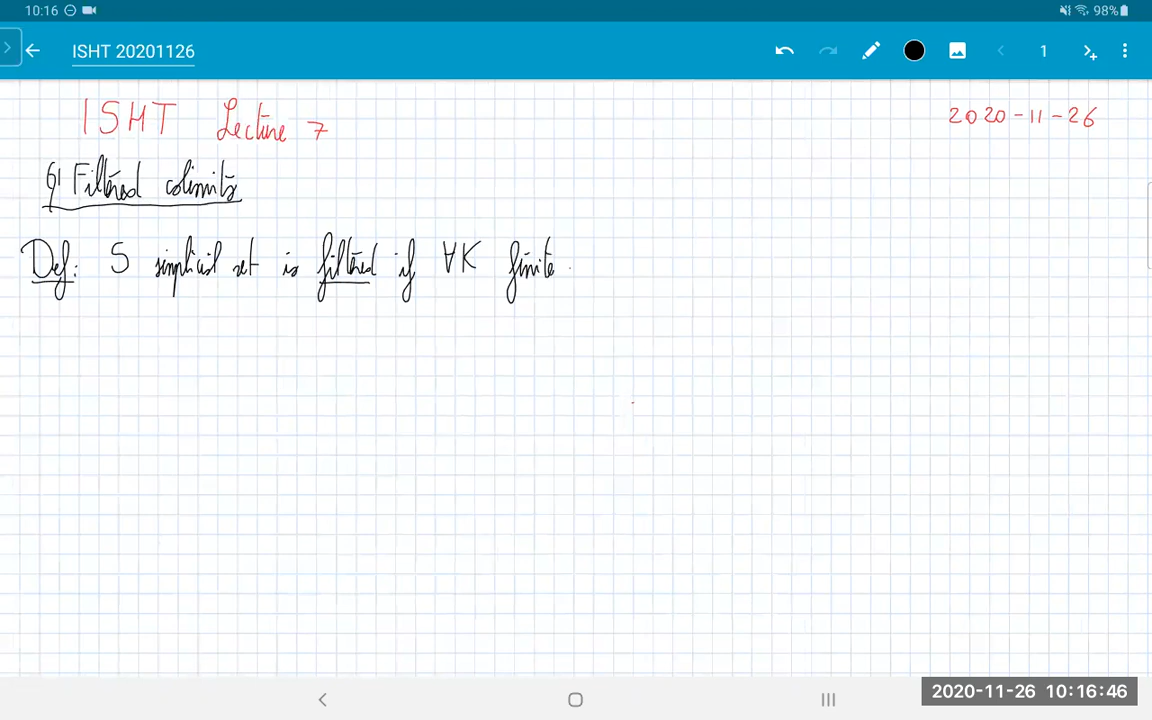 10:16 98%
ISHT 20201126 1
ISHT Lecture 7 2020-11-26
§1 Filtered colimits
Def: S simplicial set is filtered if ∀K finite
2020-11-26 10:16:46